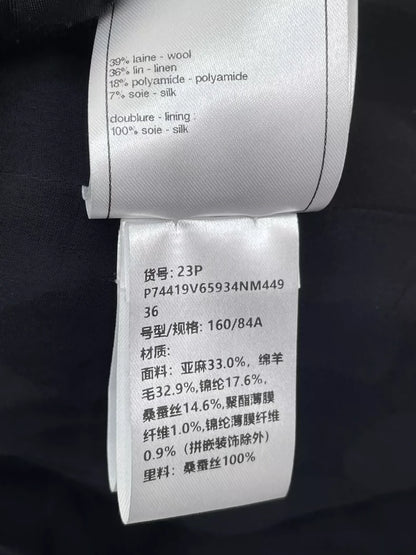 39% laine - wool
36% lin - linen
18% polyamide - polyamide
7% soie - silk
doublure - lining :
100% soie - silk
货号: 23P
P74419V65934NM449
36
号型/规格: 160/84A
材质:
面料: 亚麻33.0%, 绵羊
毛32.9%,锦纶17.6%,
桑蚕丝14.6%,聚酯薄膜
纤维1.0%,锦纶薄膜纤维
0.9%（拼嵌装饰除外）
里料: 桑蚕丝100%